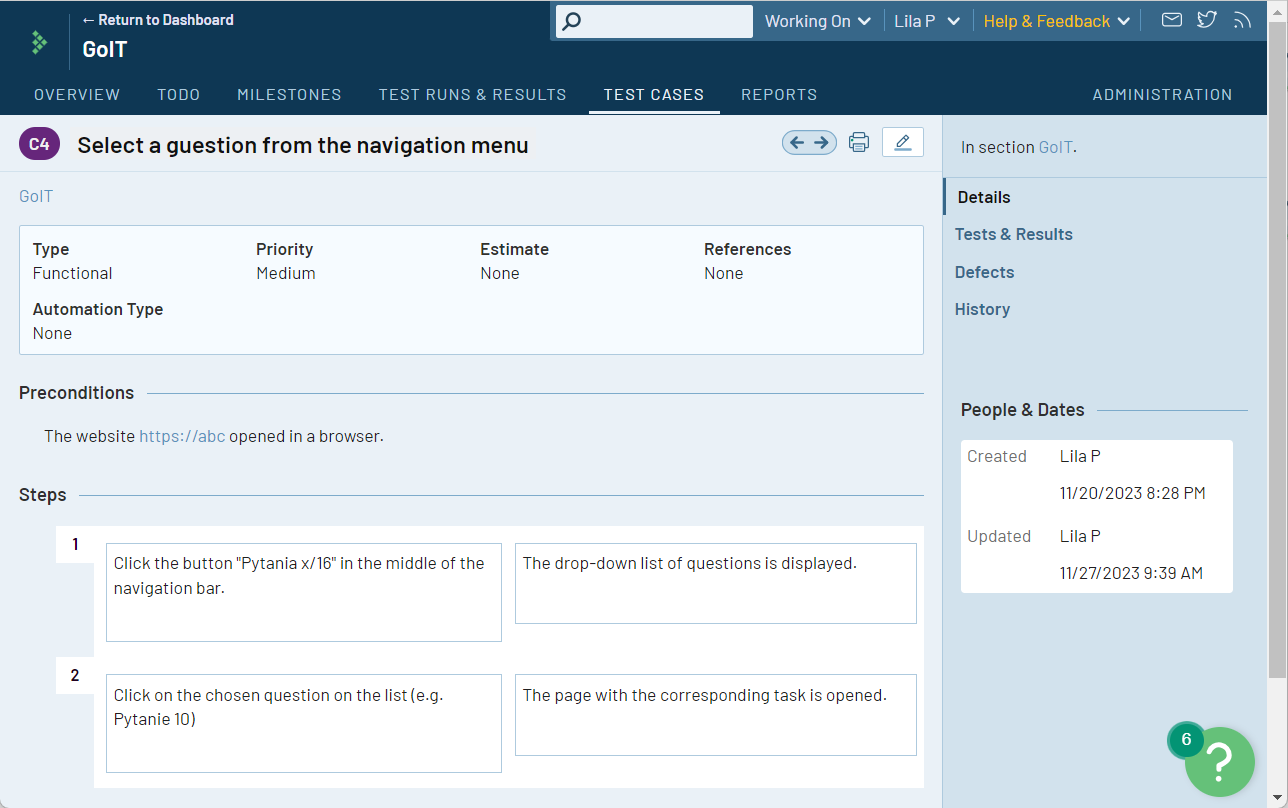 ← Return to Dashboard
GoIT
Working On
Lila P
Help & Feedback
OVERVIEW
TODO
MILESTONES
TEST RUNS & RESULTS
TEST CASES
REPORTS
ADMINISTRATION
C4
Select a guestion from the navigation menu
In section GoIT.
GoIT
Type
Functional
Priority
Medium
Estimate
None
References
None
Automation Type
None
Details
Tests & Results
Defects
History
Preconditions
The website https://abc opened in a browser.
People & Dates
Created
Lila P
11/20/2023 8:28 PM
Updated
Lila P
11/27/2023 9:39 AM
Steps
1
Click the button "Pytania x/16" in the middle of the
navigation bar.
The drop-down list of questions is displayed.
2
Click on the chosen question on the list (e.g.
Pytanie 10)
The page with the corresponding task is opened.
6
?